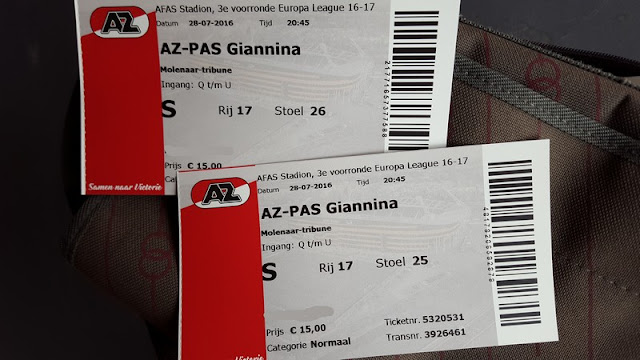 AZ
AFAS Stadion, 3e voorronde Europa League 16-17
Datum 28-07-2016 Tijd 20:45
AZ-PAS Giannina
Molenaar-tribune
Ingang: Q t/m U
S Rij 17 Stoel 26
Prijs € 15,00
Samen naar Victorie
AZ
AFAS Stadion, 3e voorronde Europa League 16-17
Datum 28-07-2016 Tijd 20:45
AZ-PAS Giannina
Molenaar-tribune
Ingang: Q t/m U
S Rij 17 Stoel 25
Prijs € 15,00
Ticketnr. 5320531
Categorie Normaal
Transnr. 3926461